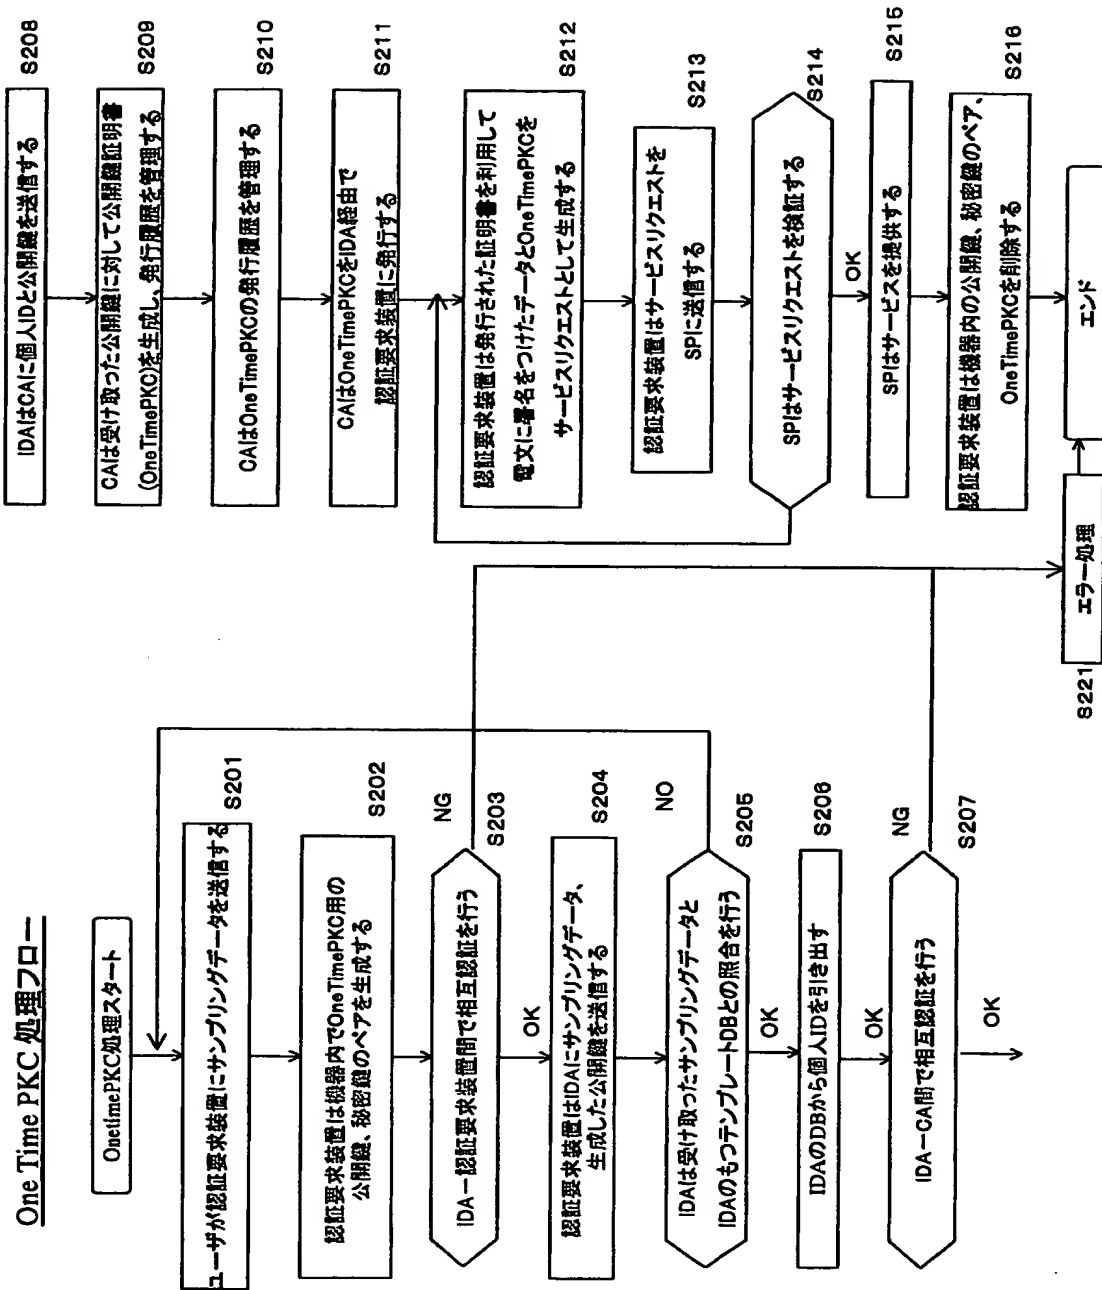 One Time PKC 処理フロー
OnetimePKC処理スタート
ユーザが認証要求装置にサンプリングデータを送信する
S201
認証要求装置は機器内でOneTimePKC用の
公開鍵、秘密鍵のペアを生成する
S202
IDAー認証要求装置間で相互認証を行う
NG
S203
OK
認証要求装置はIDAにサンプリングデータ、
生成した公開鍵を送信する
S204
IDAは受け取ったサンプリングデータと
IDAのもつテンプレートDBとの照合を行う
NO
S205
OK
IDAのDBから個人IDを引き出す
S206
OK
IDAーCA間で相互認証を行う
NG
S207
OK
IDAはCAに個人IDと公開鍵を送信する
S208
CAは受け取った公開鍵に対して公開鍵証明書
(OneTimePKC)を生成し、発行履歴を管理する
S209
CAはOneTimePKCの発行履歴を管理する
S210
CAはOneTimePKCをIDA経由で
認証要求装置に発行する
S211
認証要求装置は発行された証明書を利用して
電文に署名をつけたデータとOneTimePKCを
サービスリクエストとして生成する
S212
認証要求装置はサービスリクエストを
SPに送信する
S213
SPはサービスリクエストを検証する
S214
OK
SPはサービスを提供する
S215
認証要求装置は機器内の公開鍵、秘密鍵のペア、
OneTimePKCを削除する
S216
エラー処理
S221
エンド